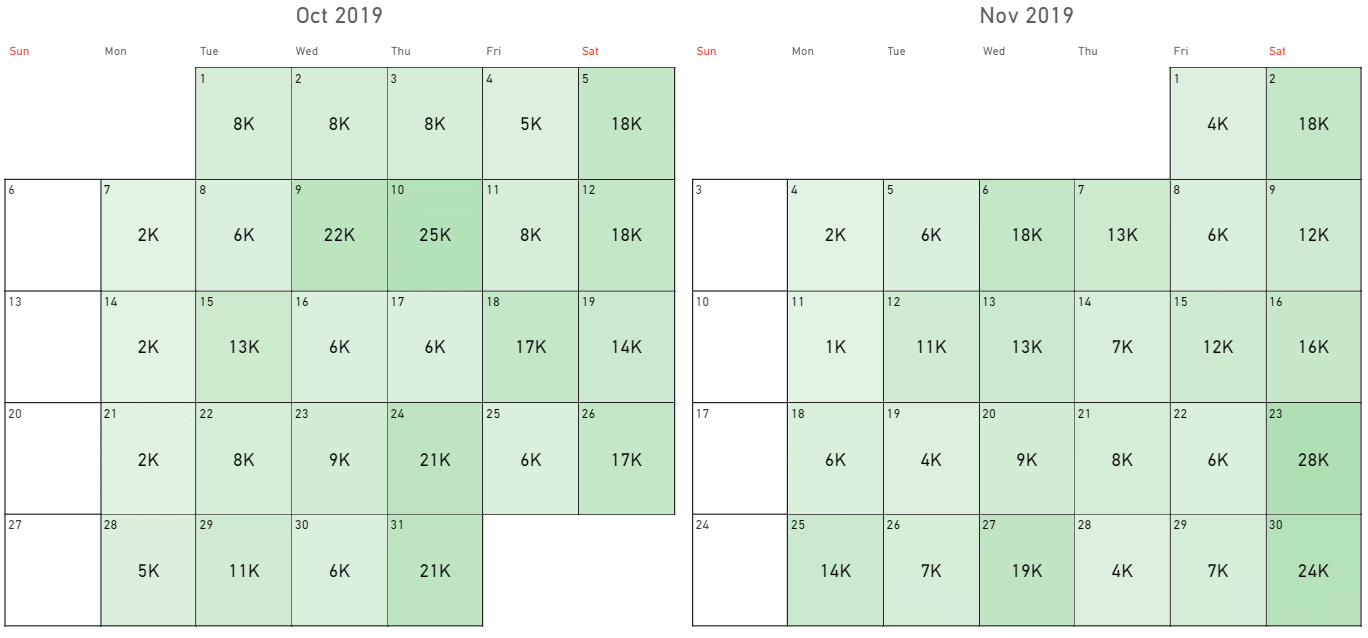 Oct 2019
Sun Mon Tue Wed Thu Fri Sat
1 2 3 4 5
8K 8K 8K 5K 18K
6 7 8 9 10 11 12
2K 6K 22K 25K 8K 18K
13 14 15 16 17 18 19
2K 13K 6K 6K 17K 14K
20 21 22 23 24 25 26
2K 8K 9K 21K 6K 17K
27 28 29 30 31
5K 11K 6K 21K
Nov 2019
Sun Mon Tue Wed Thu Fri Sat
1 2
4K 18K
3 4 5 6 7 8 9
2K 6K 18K 13K 6K 12K
10 11 12 13 14 15 16
1K 11K 13K 7K 12K 16K
17 18 19 20 21 22 23
6K 4K 9K 8K 6K 28K
24 25 26 27 28 29 30
14K 7K 19K 4K 7K 24K